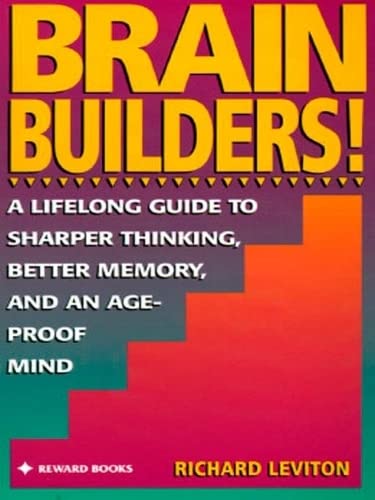 BRAIN
BUILDERS!
A LIFELONG GUIDE TO
SHARPER THINKING,
BETTER MEMORY,
AND AN AGE-
PROOF
MIND
REWARD BOOKS
RICHARD LEVITON